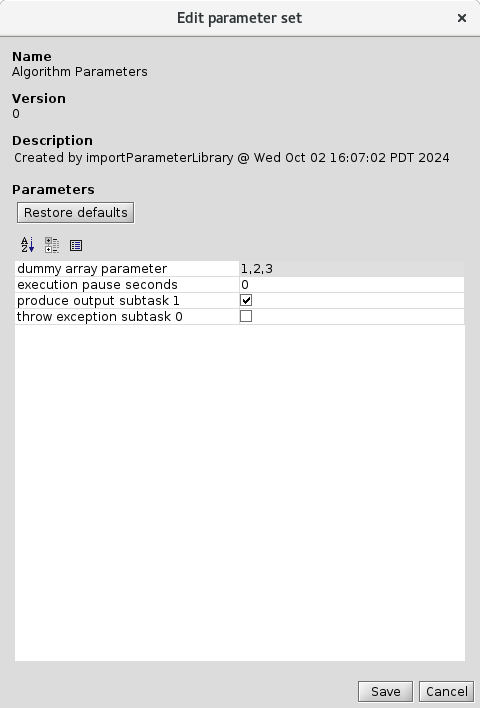 Edit parameter set
Name
Algorithm Parameters
Version
0
Description
Created by importParameterLibrary @ Wed Oct 02 16:07:02 PDT 2024
Parameters
Restore defaults
A
Z
dummy array parameter 1,2,3
execution pause seconds 0
produce output subtask 1
throw exception subtask 0
Save Cancel